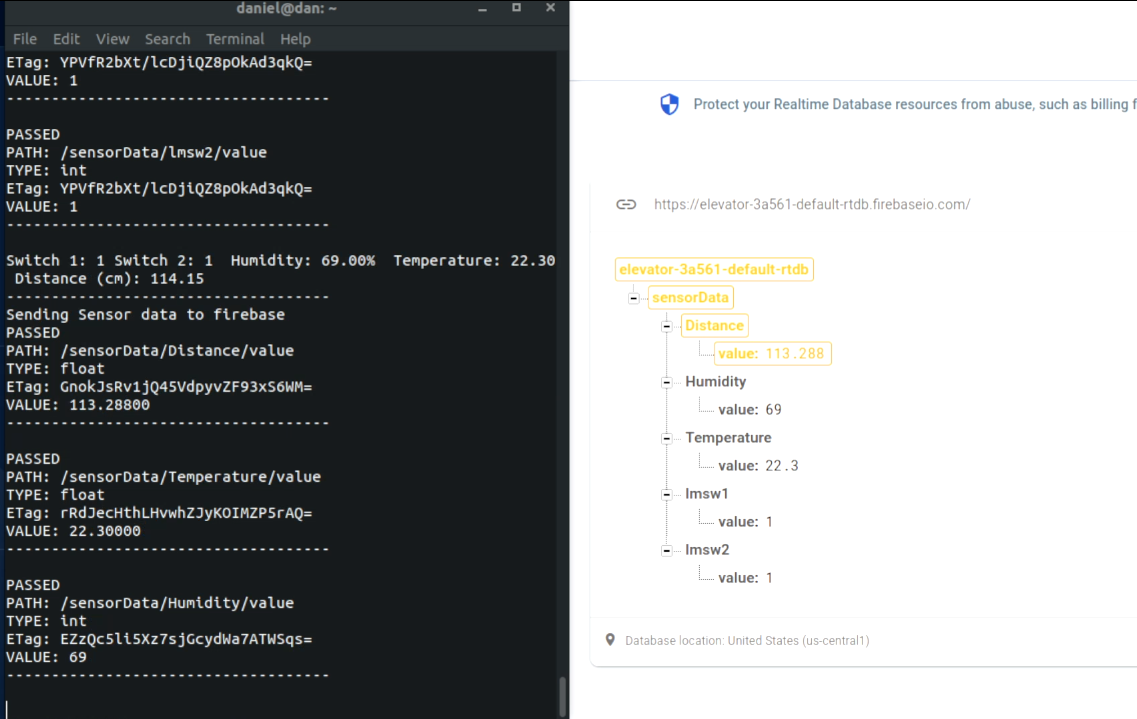 daniel@dan: ~
File Edit View Search Terminal Help
ETag: YPVfR2bXt/lcDjiQZ8pOkAd3qkQ=
VALUE: 1
------------------------------------
PASSED
PATH: /sensorData/lmsw2/value
TYPE: int
ETag: YPVfR2bXt/lcDjiQZ8pOkAd3qkQ=
VALUE: 1
------------------------------------
Switch 1: 1 Switch 2: 1  Humidity: 69.00%  Temperature: 22.30
Distance (cm): 114.15
------------------------------------
Sending Sensor data to firebase
PASSED
PATH: /sensorData/Distance/value
TYPE: float
ETag: GnokJsRv1jQ45VdpyvZF93xS6WM=
VALUE: 113.28800
------------------------------------
PASSED
PATH: /sensorData/Temperature/value
TYPE: float
ETag: rRdJecHthLHvwhZJyKOIMZP5rAQ=
VALUE: 22.30000
------------------------------------
PASSED
PATH: /sensorData/Humidity/value
TYPE: int
ETag: EZzQc5li5Xz7sjGcydWa7ATWSqs=
VALUE: 69
------------------------------------
Protect your Realtime Database resources from abuse, such as billing f
https://elevator-3a561-default-rtdb.firebaseio.com/
elevator-3a561-default-rtdb
sensorData
Distance
value: 113.288
Humidity
value: 69
Temperature
value: 22.3
lmsw1
value: 1
lmsw2
value: 1
Database location: United States (us-central1)